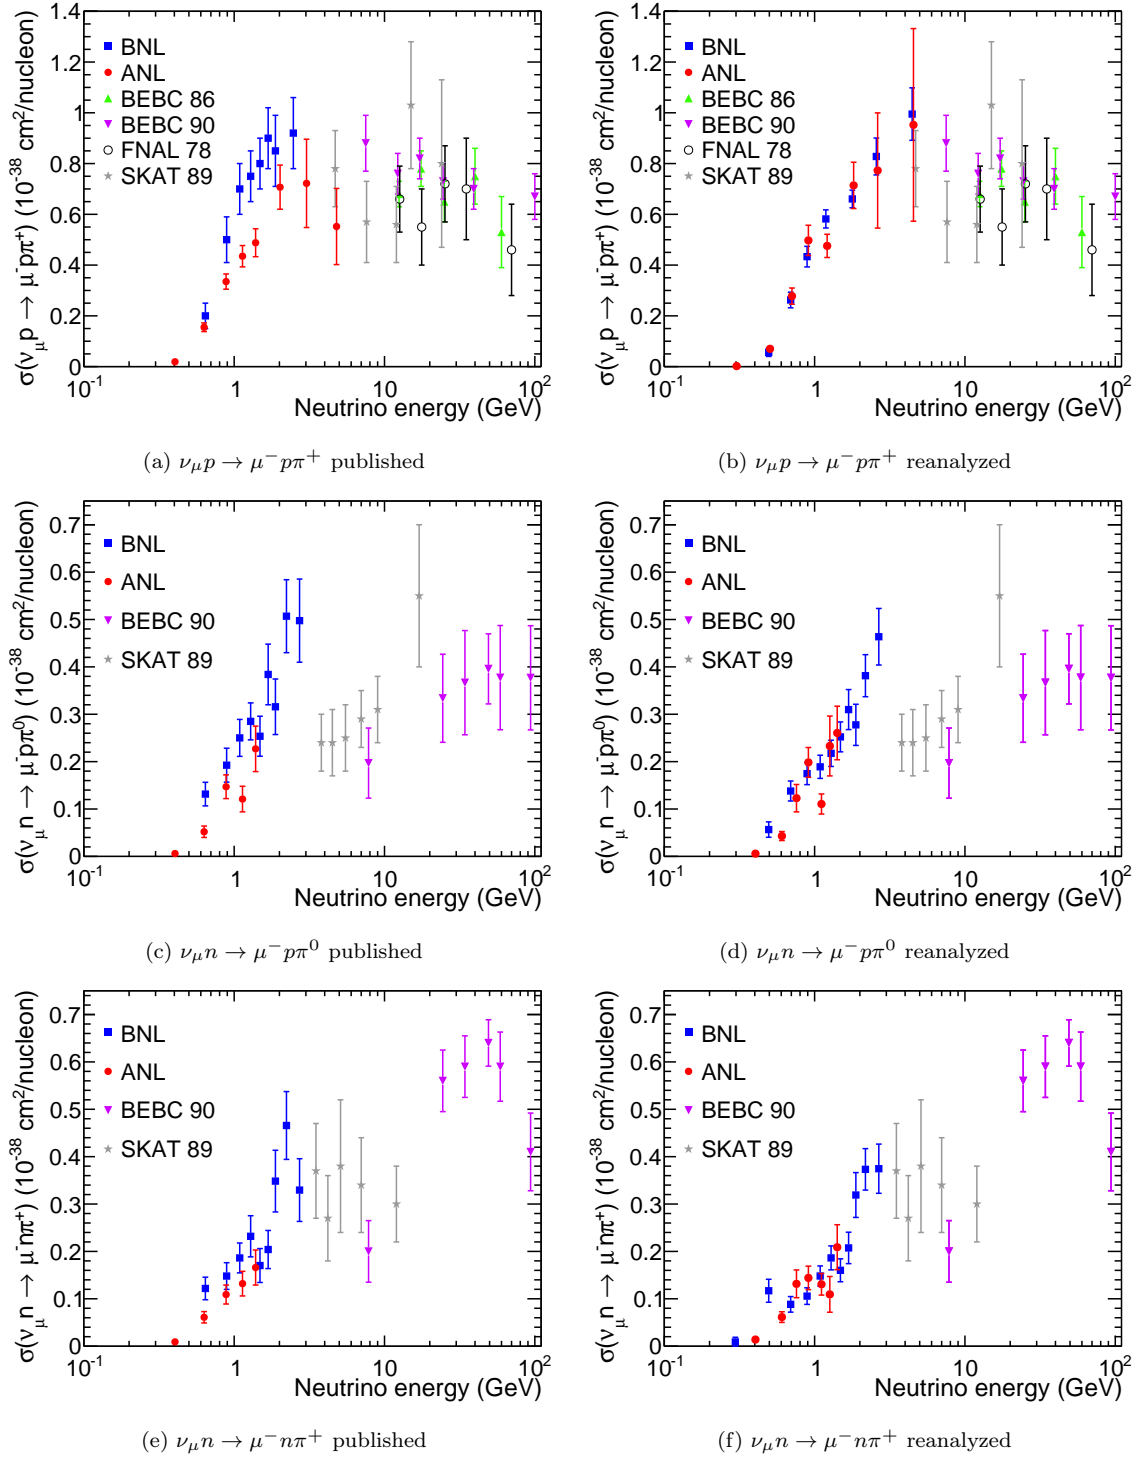 σ(ν_μ p → μ⁻pπ⁺) (10⁻³⁸ cm²/nucleon)
1.4
1.2
1
0.8
0.6
0.4
0.2
0
BNL
ANL
BEBC 86
BEBC 90
FNAL 78
SKAT 89
10⁻¹ 1 10 10²
Neutrino energy (GeV)
(a) ν_μp → μ⁻pπ⁺ published
σ(ν_μ p → μ⁻pπ⁺) (10⁻³⁸ cm²/nucleon)
1.4
1.2
1
0.8
0.6
0.4
0.2
0
BNL
ANL
BEBC 86
BEBC 90
FNAL 78
SKAT 89
10⁻¹ 1 10 10²
Neutrino energy (GeV)
(b) ν_μp → μ⁻pπ⁺ reanalyzed
σ(ν_μ n → μ⁻pπ⁰) (10⁻³⁸ cm²/nucleon)
0.7
0.6
0.5
0.4
0.3
0.2
0.1
0
BNL
ANL
BEBC 90
SKAT 89
10⁻¹ 1 10 10²
Neutrino energy (GeV)
(c) ν_μn → μ⁻pπ⁰ published
σ(ν_μ n → μ⁻pπ⁰) (10⁻³⁸ cm²/nucleon)
0.7
0.6
0.5
0.4
0.3
0.2
0.1
0
BNL
ANL
BEBC 90
SKAT 89
10⁻¹ 1 10 10²
Neutrino energy (GeV)
(d) ν_μn → μ⁻pπ⁰ reanalyzed
σ(ν_μ n → μ⁻nπ⁺) (10⁻³⁸ cm²/nucleon)
0.7
0.6
0.5
0.4
0.3
0.2
0.1
0
BNL
ANL
BEBC 90
SKAT 89
10⁻¹ 1 10 10²
Neutrino energy (GeV)
(e) ν_μn → μ⁻nπ⁺ published
σ(ν_μ n → μ⁻nπ⁺) (10⁻³⁸ cm²/nucleon)
0.7
0.6
0.5
0.4
0.3
0.2
0.1
0
BNL
ANL
BEBC 90
SKAT 89
10⁻¹ 1 10 10²
Neutrino energy (GeV)
(f) ν_μn → μ⁻nπ⁺ reanalyzed